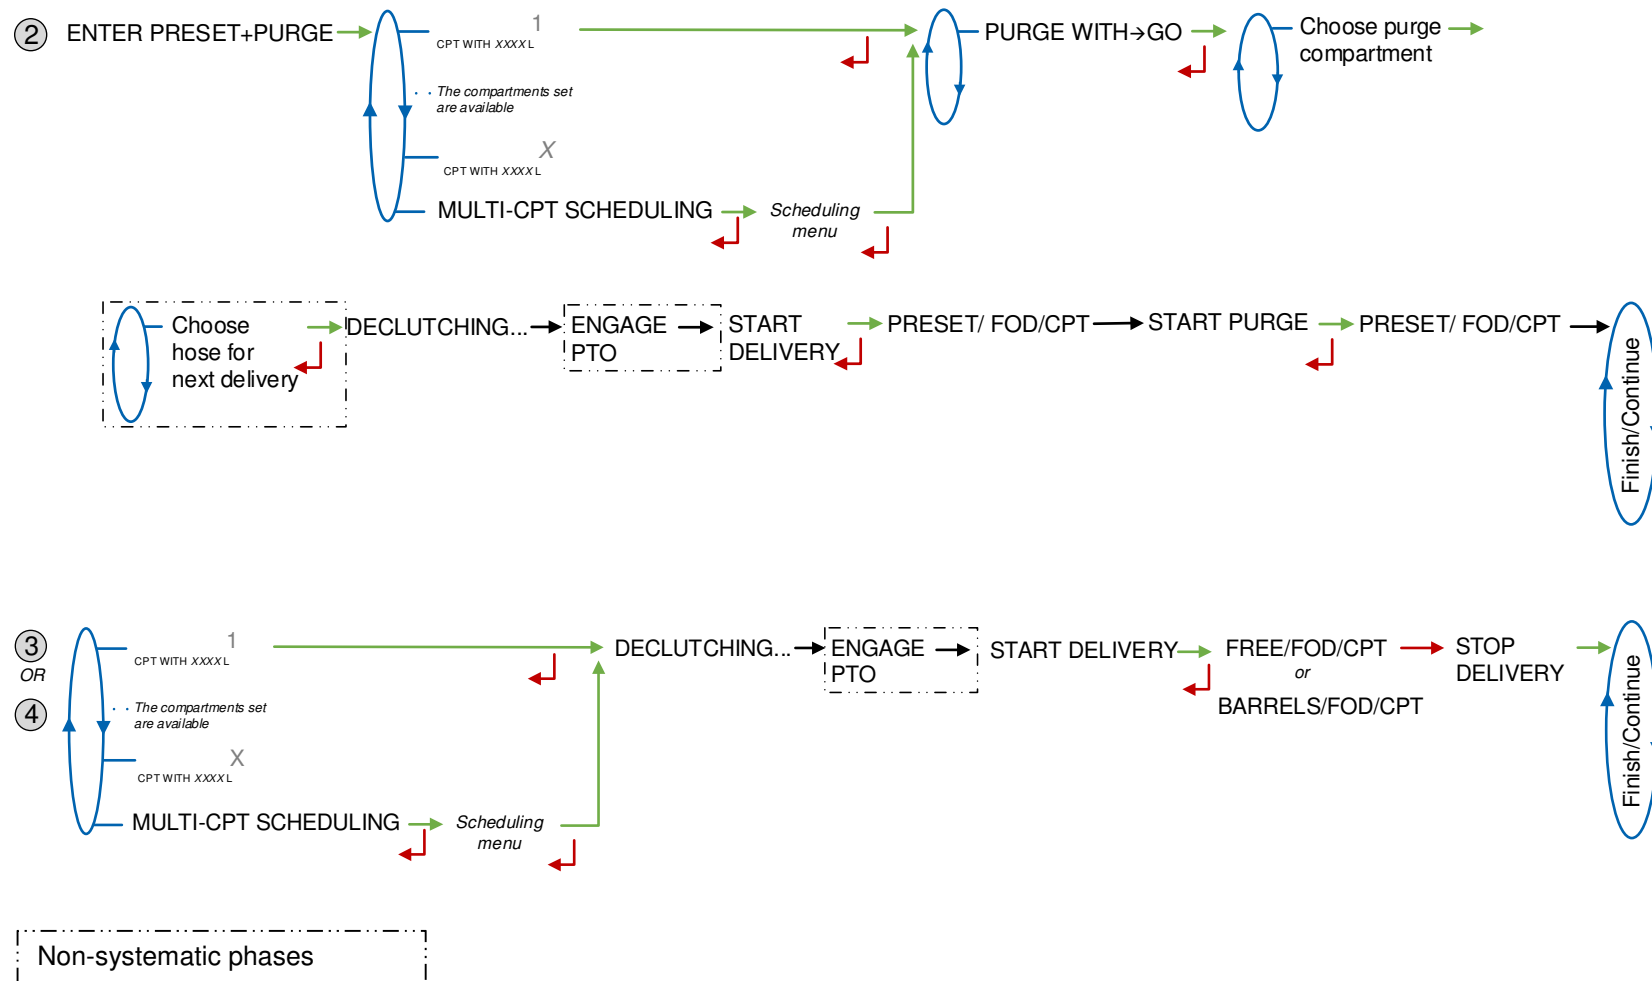 2 ENTER PRESET+PURGE
1
CPT WITH XXXX L
The compartments set
are available
X
CPT WITH XXXX L
MULTI-CPT SCHEDULING
Scheduling
menu
PURGE WITH→GO
Choose purge
compartment
Choose
hose for
next delivery
DECLUTCHING...
ENGAGE
PTO
START
DELIVERY
PRESET/ FOD/CPT
START PURGE
PRESET/ FOD/CPT
Finish/Continue
3
OR
4
1
CPT WITH XXXX L
The compartments set
are available
X
CPT WITH XXXX L
MULTI-CPT SCHEDULING
Scheduling
menu
DECLUTCHING...
ENGAGE
PTO
START DELIVERY
FREE/FOD/CPT
or
BARRELS/FOD/CPT
STOP
DELIVERY
Finish/Continue
Non-systematic phases